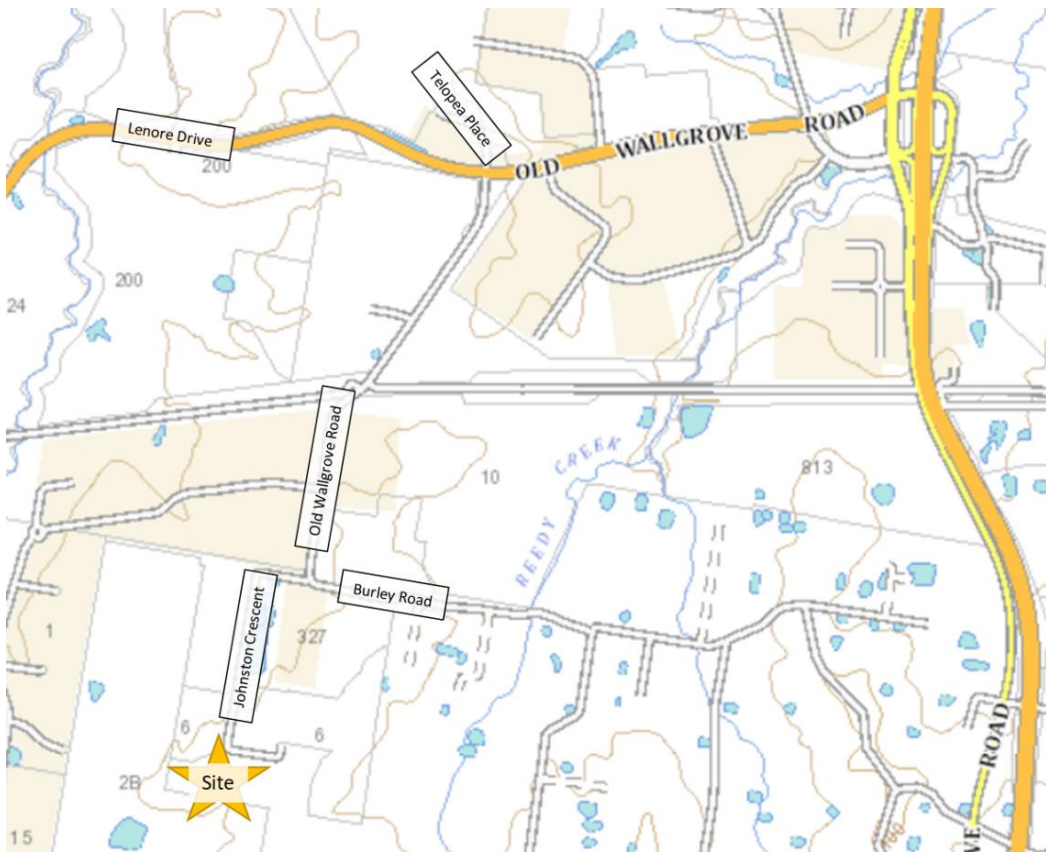 Telopea Place
Lenore Drive
200
OLD WALLGROVE ROAD
200
24
Old Wallgrove Road
10
REEDY CREEK
813
Burley Road
Johnston Crescent
327
1
6
6
ROAD
Site
2B
15
VE